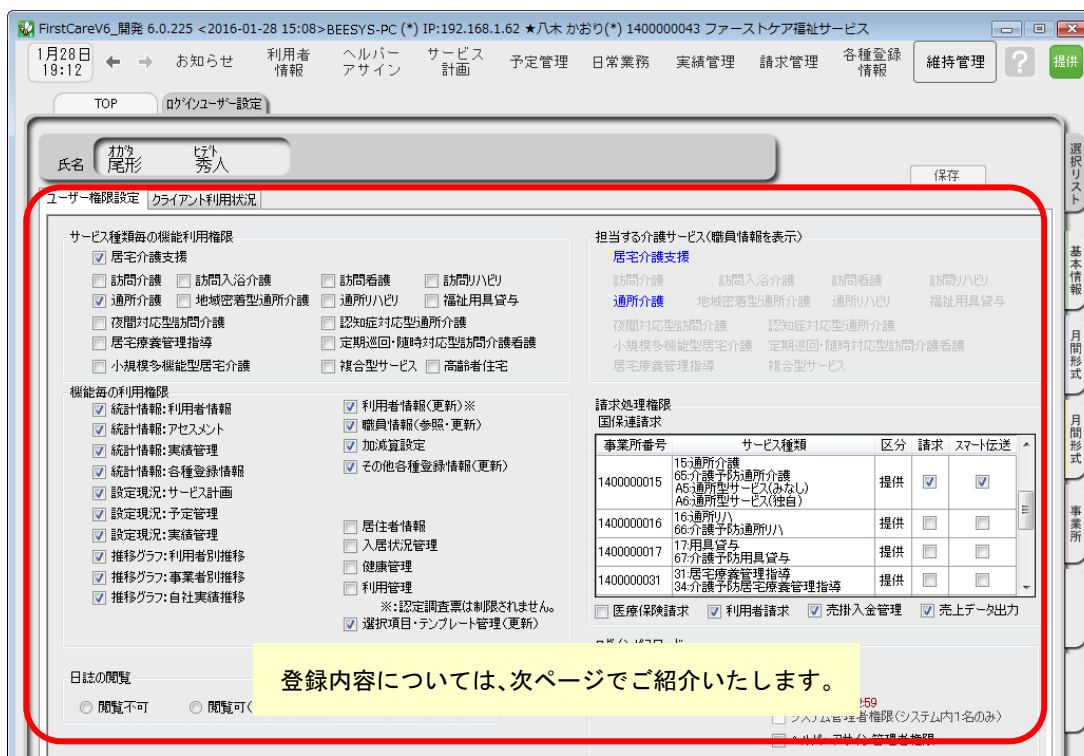 FirstCareV6_開発 6.0.225 <2016-01-28 15:08>BEESYS-PC (*) IP:192.168.1.62 ★八木 かおり(*) 1400000043 ファーストケア福祉サービス
1月28日
19:12
お知らせ
利用者
情報
ヘルパー
アサイン
サービス
計画
予定管理
日常業務
実績管理
請求管理
各種登録
情報
維持管理
?
提供
TOP
ログインユーザー設定
氏名
オガタ ヒデト
尾形 秀人
保存
選択リスト
基本情報
月間形式
月間形式
事業所
ユーザー権限設定
クライアント利用状況
サービス種類毎の機能利用権限
居宅介護支援
訪問介護 訪問入浴介護 訪問看護 訪問リハビリ
通所介護 地域密着型通所介護 通所リハビリ 福祉用具貸与
夜間対応型訪問介護 認知症対応型通所介護
居宅療養管理指導 定期巡回・随時対応型訪問介護看護
小規模多機能型居宅介護 複合型サービス 高齢者住宅
機能毎の利用権限
統計情報:利用者情報
統計情報:アセスメント
統計情報:実績管理
統計情報:各種登録情報
設定現況:サービス計画
設定現況:予定管理
設定現況:実績管理
推移グラフ:利用者別推移
推移グラフ:事業者別推移
推移グラフ:自社実績推移
利用者情報(更新)※
職員情報(参照・更新)
加減算設定
その他各種登録情報(更新)
居住者情報
入居状況管理
健康管理
利用管理
※:認定調査票は制限されません。
選択項目・テンプレート管理(更新)
日誌の閲覧
閲覧不可 閲覧可(
担当する介護サービス(職員情報を表示)
居宅介護支援
訪問介護 訪問入浴介護 訪問看護 訪問リハビリ
通所介護 地域密着型通所介護 通所リハビリ 福祉用具貸与
夜間対応型訪問介護 認知症対応型通所介護
小規模多機能型居宅介護 定期巡回・随時対応型訪問介護看護
居宅療養管理指導 複合型サービス
請求処理権限
国保連請求
事業所番号 サービス種類 区分 請求 スマート伝送
15:通所介護
65:介護予防通所介護
1400000015 提供
A5:通所型サービス(みなし)
A6:通所型サービス(独自)
16:通所リハ
1400000016 提供
66:介護予防通所リハ
17:用具貸与
1400000017 提供
67:介護予防用具貸与
31:居宅療養管理指導
1400000031 提供
34:介護予防居宅療養管理指導
医療保険請求 利用者請求 売掛入金管理 売上データ出力
登録内容については、次ページでご紹介いたします。
2:59
システム管理者権限(システム内1名のみ)
ヘルパーアサイン管理者権限